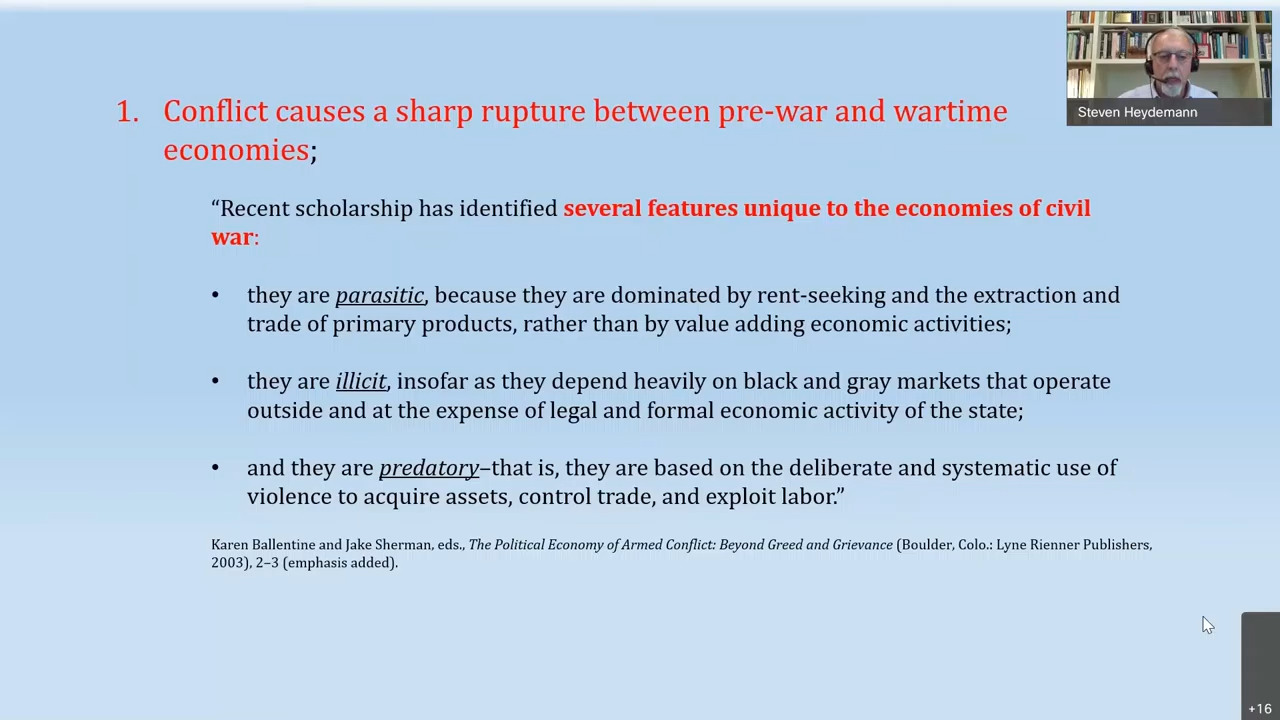 1. Conflict causes a sharp rupture between pre-war and wartime
economies;
“Recent scholarship has identified several features unique to the economies of civil
war:
• they are parasitic, because they are dominated by rent-seeking and the extraction and
trade of primary products, rather than by value adding economic activities;
• they are illicit, insofar as they depend heavily on black and gray markets that operate
outside and at the expense of legal and formal economic activity of the state;
• and they are predatory–that is, they are based on the deliberate and systematic use of
violence to acquire assets, control trade, and exploit labor.”
Karen Ballentine and Jake Sherman, eds., The Political Economy of Armed Conflict: Beyond Greed and Grievance (Boulder, Colo.: Lyne Rienner Publishers,
2003), 2–3 (emphasis added).
Steven Heydemann
+16